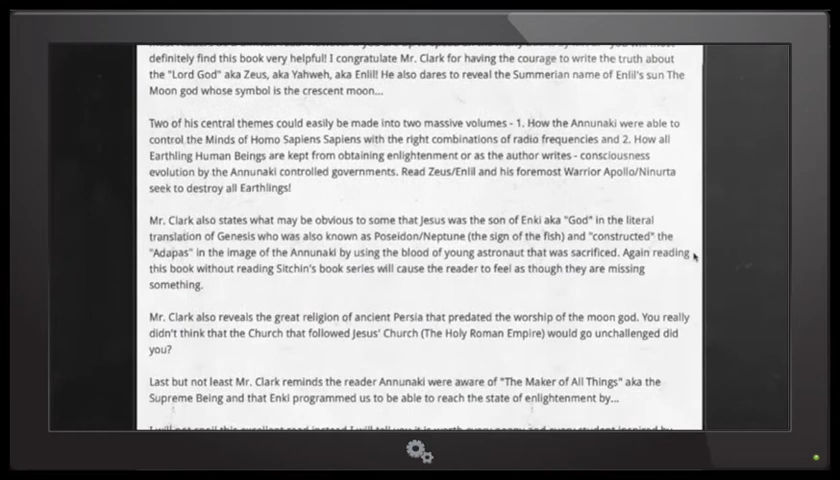 definitely find this book very helpful! I congratulate Mr. Clark for having the courage to write the truth about
the "Lord God" aka Zeus, aka Yahweh, aka Enlil! He also dares to reveal the Summerian name of Enlil's sun The
Moon god whose symbol is the crescent moon...
Two of his central themes could easily be made into two massive volumes - 1. How the Annunaki were able to
control the Minds of Homo Sapiens Sapiens with the right combinations of radio frequencies and 2. How all
Earthling Human Beings are kept from obtaining enlightenment or as the author writes - consciousness
evolution by the Annunaki controlled governments. Read Zeus/Enlil and his foremost Warrior Apollo/Ninurta
seek to destroy all Earthlings!
Mr. Clark also states what may be obvious to some that Jesus was the son of Enki aka "God" in the literal
translation of Genesis who was also known as Poseidon/Neptune (the sign of the fish) and "constructed" the
"Adapas" in the image of the Annunaki by using the blood of young astronaut that was sacrificed. Again reading
this book without reading Sitchin's book series will cause the reader to feel as though they are missing
something.
Mr. Clark also reveals the great religion of ancient Persia that predated the worship of the moon god. You really
didn't think that the Church that followed Jesus' Church (The Holy Roman Empire) would go unchallenged did
you?
Last but not least Mr. Clark reminds the reader Annunaki were aware of "The Maker of All Things" aka the
Supreme Being and that Enki programmed us to be able to reach the state of enlightenment by...